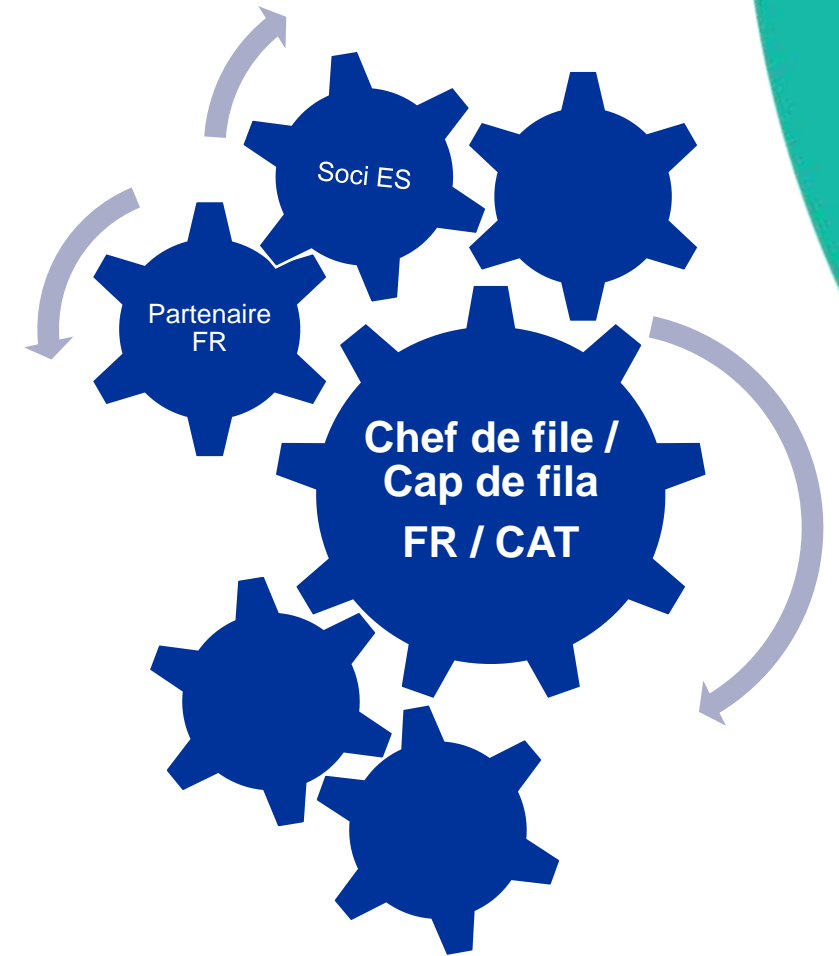 Soci ES
Partenaire
FR
Chef de file /
Cap de fila
FR / CAT